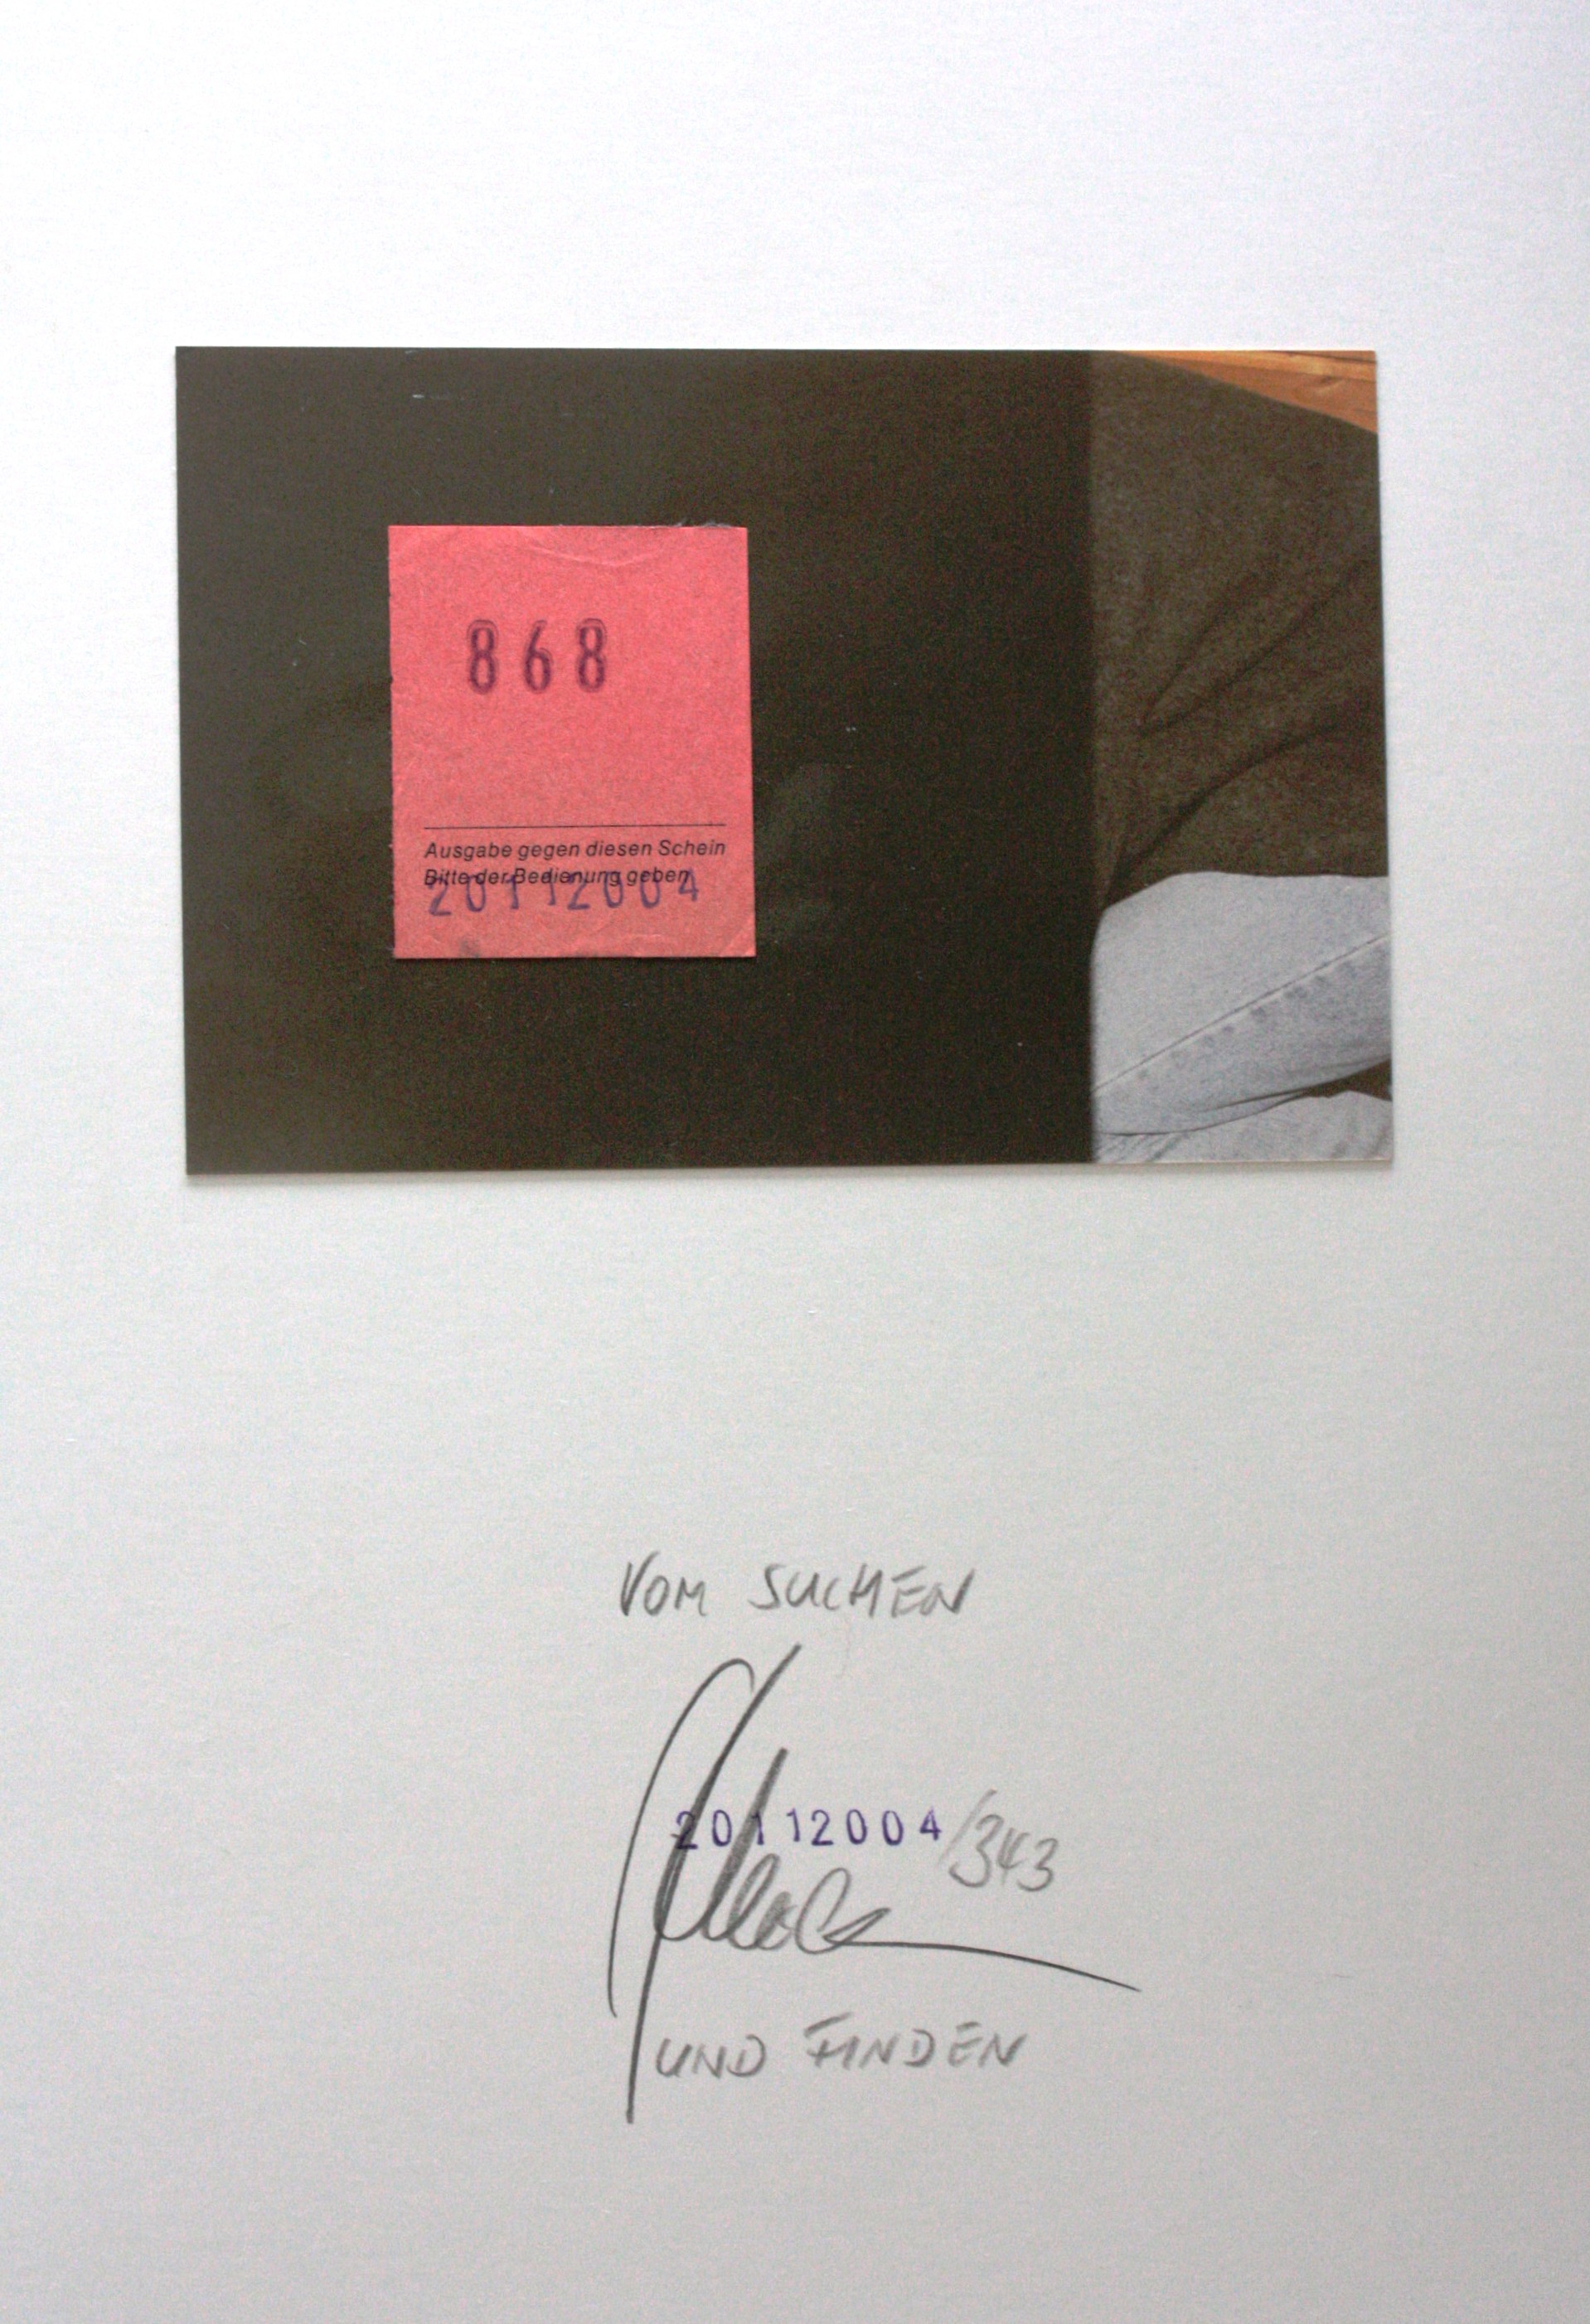 868
Ausgabe gegen diesen Schein
Bitte der Bedienung geben
20112004
VOM SUCHEN
20112004/343
UND FINDEN